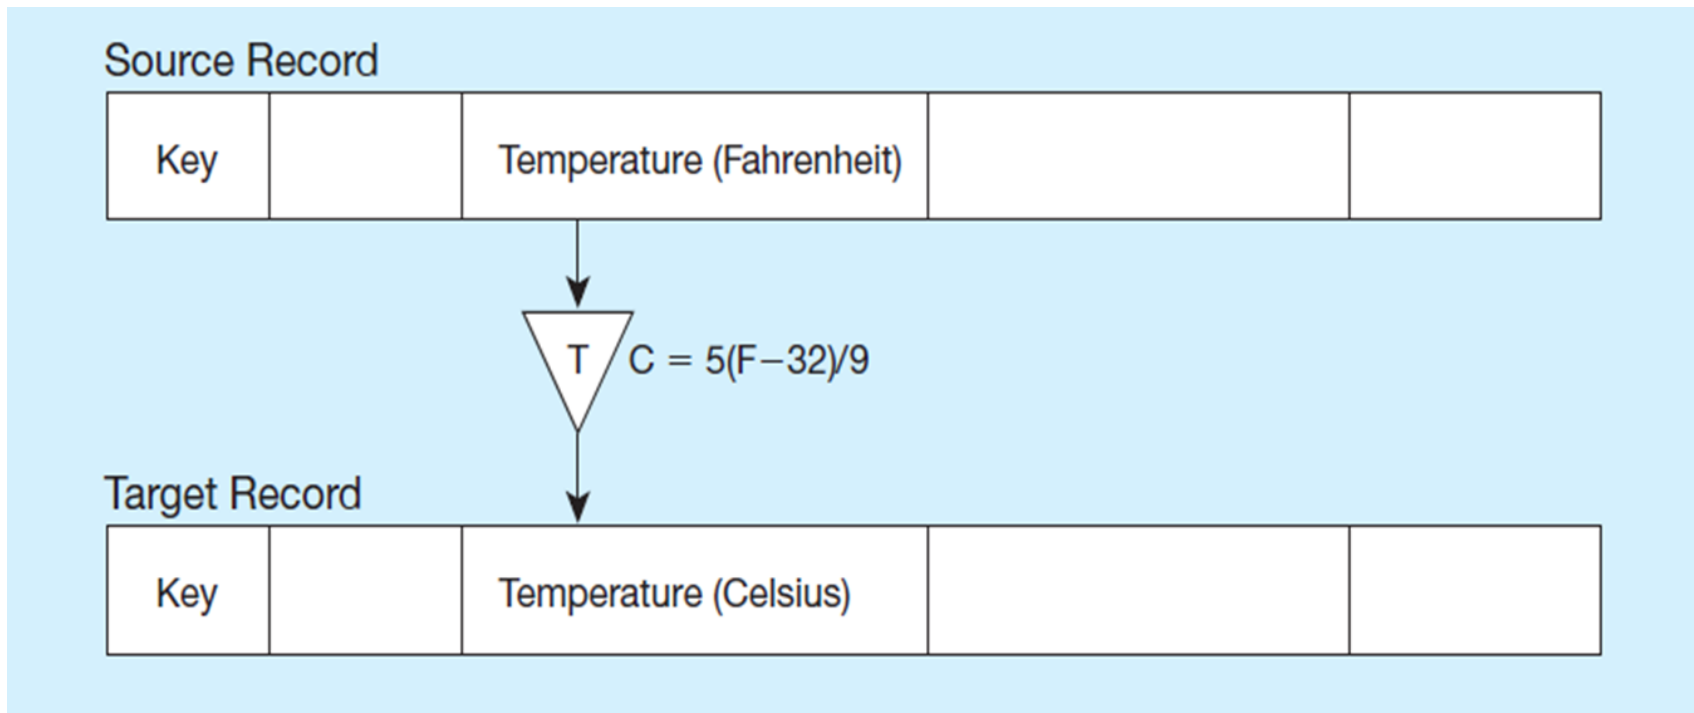 Source Record
Key
Temperature (Fahrenheit)
T
C = 5(F−32)/9
Target Record
Key
Temperature (Celsius)